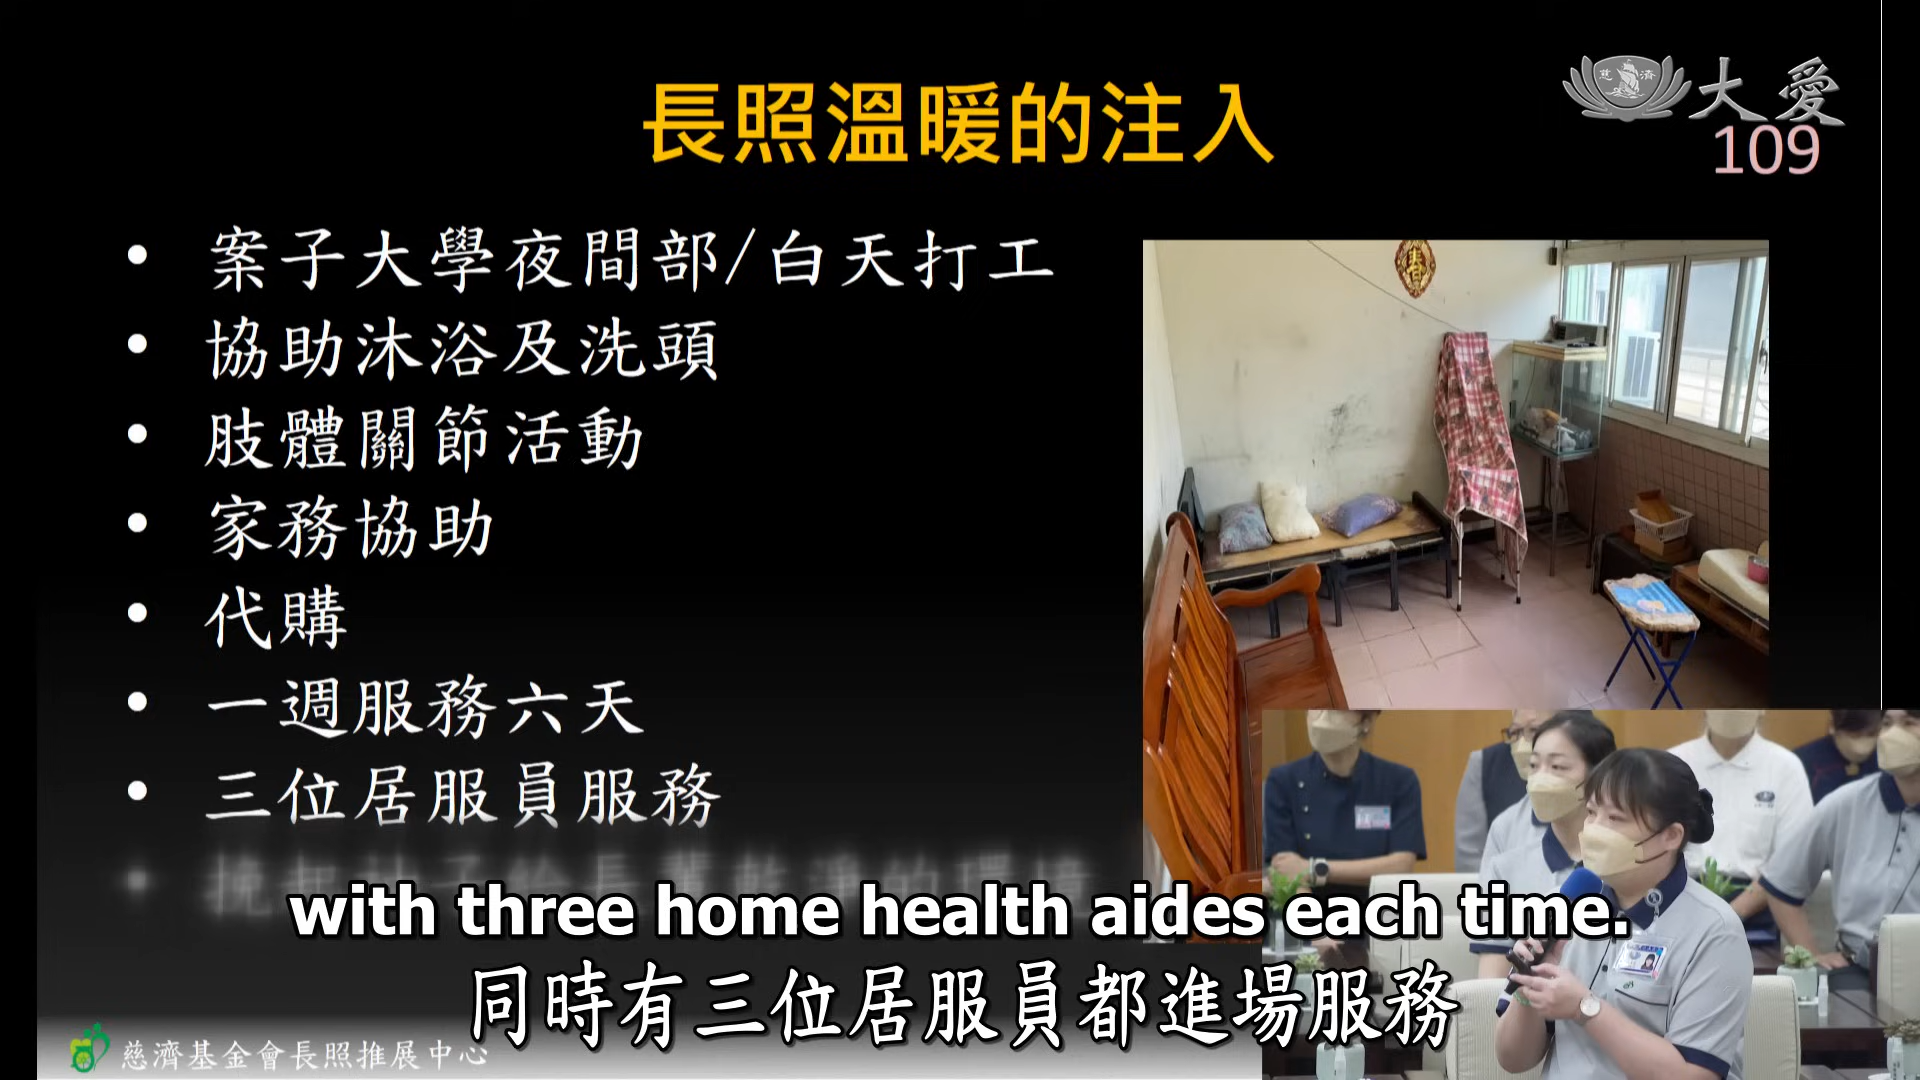 長照溫暖的注入
慈濟
大愛
109
春
• 案子大學夜間部/白天打工
• 協助沐浴及洗頭
• 肢體關節活動
• 家務協助
• 代購
• 一週服務六天
• 三位居服員服務
with three home health aides each time.
同時有三位居服員都進場服務
慈濟基金會長照推展中心